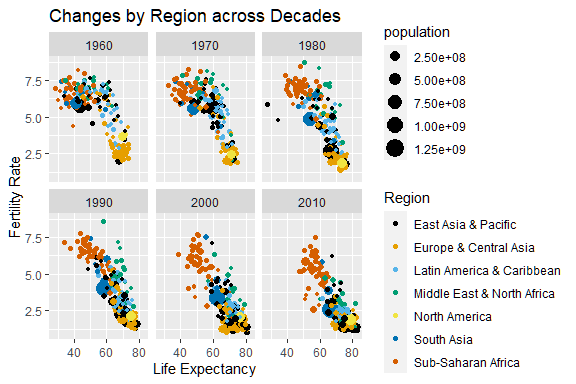 Changes by Region across Decades
1960 1970 1980
7.5
5.0
2.5
1990 2000 2010
7.5
5.0
2.5
40 60 80 40 60 80 40 60 80
Life Expectancy
Fertility Rate
population
2.50e+08
5.00e+08
7.50e+08
1.00e+09
1.25e+09
Region
East Asia & Pacific
Europe & Central Asia
Latin America & Caribbean
Middle East & North Africa
North America
South Asia
Sub-Saharan Africa